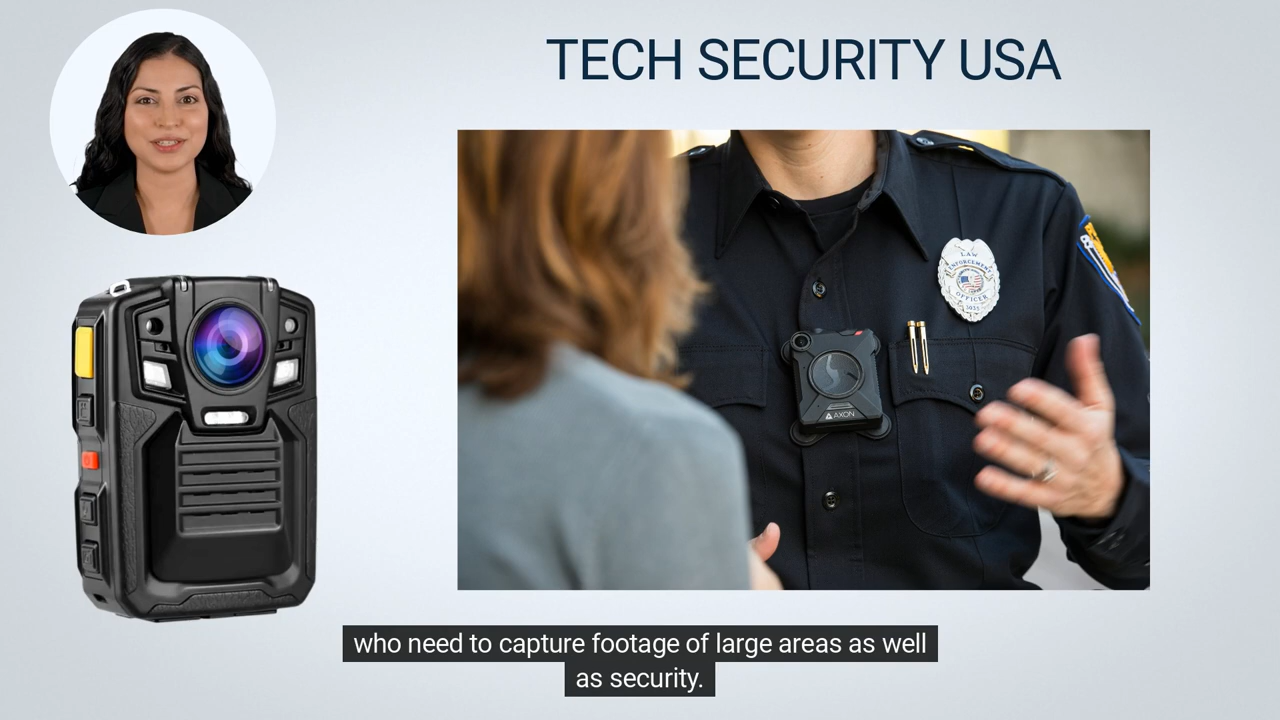 TECH SECURITY USA
LAW
ENFORCEMENT
OFFICER
AXON
who need to capture footage of large areas as well
as security.